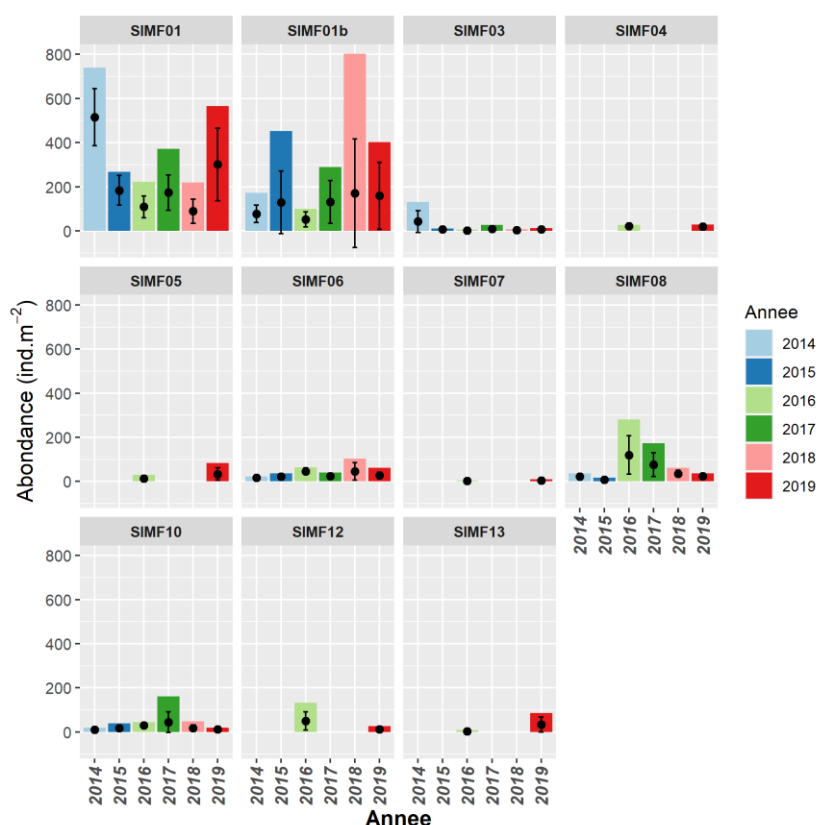 SIMF01 SIMF01b SIMF03 SIMF04
800
600
400
200
0
SIMF05 SIMF06 SIMF07 SIMF08
800
600
400
200
0
2014 2015 2016 2017 2018 2019
SIMF10 SIMF12 SIMF13
800
600
400
200
0
2014 2015 2016 2017 2018 2019 2014 2015 2016 2017 2018 2019 2014 2015 2016 2017 2018 2019
Annee
Abondance (ind.m⁻²)
Annee
2014
2015
2016
2017
2018
2019